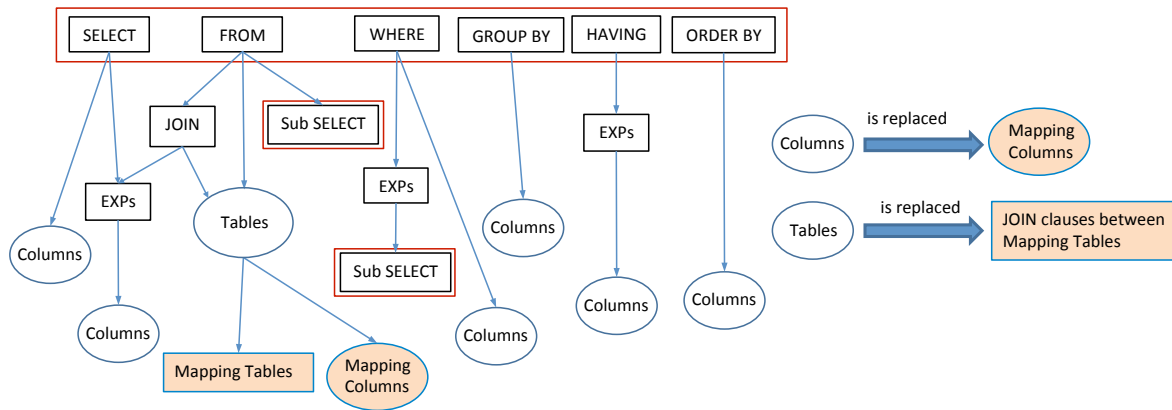 SELECT
FROM
WHERE
GROUP BY
HAVING
ORDER BY
JOIN
Sub SELECT
EXPs
is replaced
Columns
Mapping
Columns
EXPs
EXPs
Tables
Columns
is replaced
Tables
JOIN clauses between
Mapping Tables
Columns
Sub SELECT
Columns
Columns
Columns
Columns
Mapping Tables
Mapping
Columns